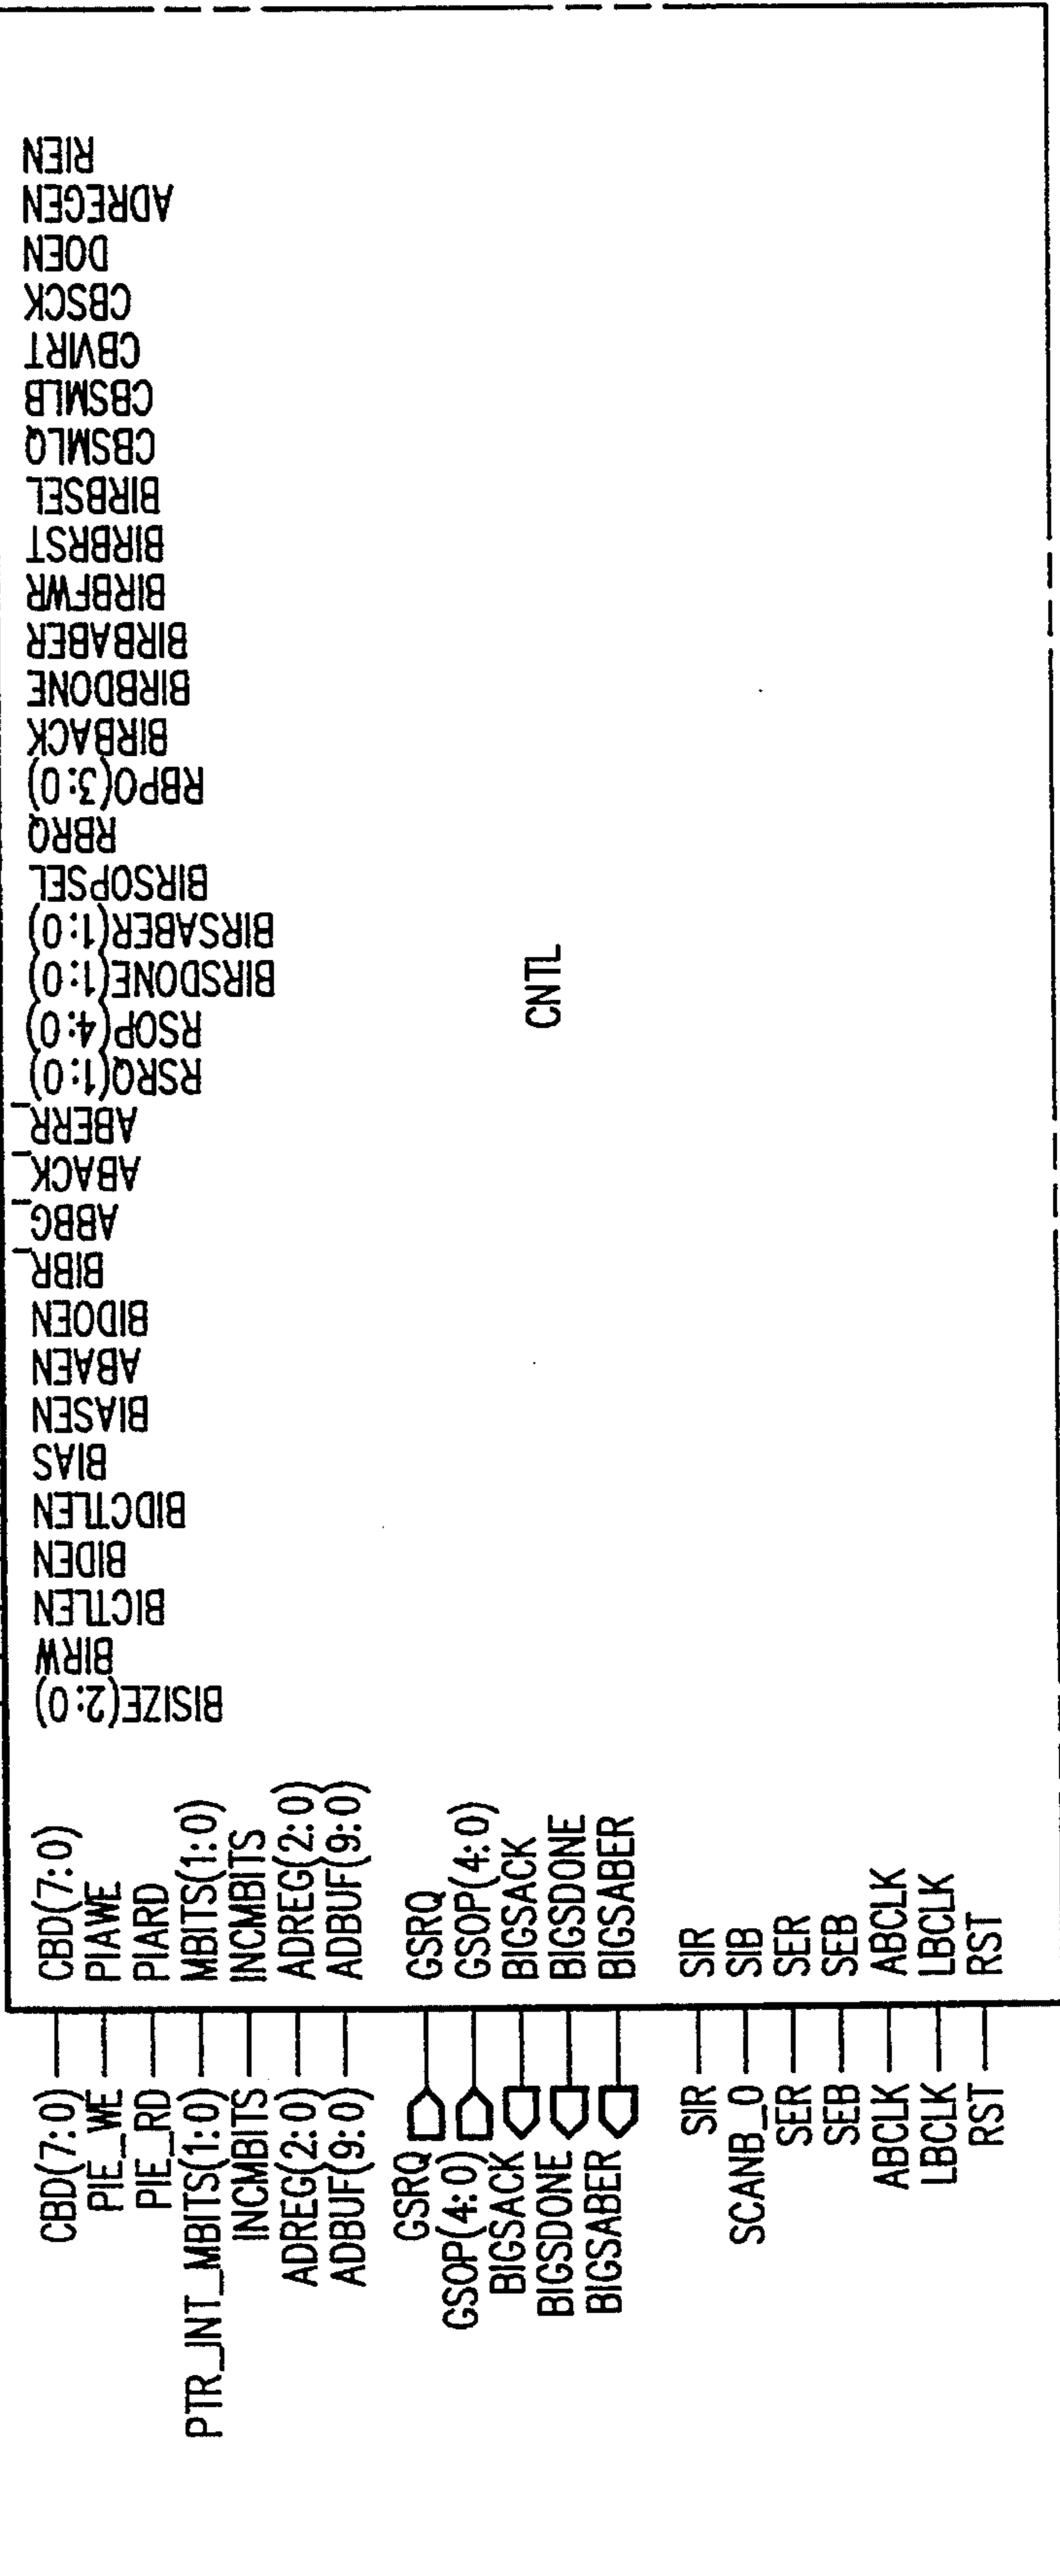 RIEN
ADREGEN
DOEN
CBSCK
CBVIRT
CBSMLB
CBSMLQ
BIRBSEL
BIRBRST
BIRBFWR
BIRBABER
BIRBDONE
BIRBACK
RBPO(3:0)
RBRQ
BIRSOPSEL
BIRSABER(1:0)
BIRSDONE(1:0)
RSOP(4:0)
RSRQ(1:0)
ABERR_
ABACK_
ABBG_
BIBR_
BIDOEN
ABAEN
BIASEN
BIAS
BIDCTLEN
BIDEN
BICTLEN
BIRW
BISIZE(2:0)
CNTL
CBD(7:0)
PIAWE
PIARD
MBITS(1:0)
INCMBITS
ADREG(2:0)
ADBUF(9:0)
GSRQ
GSOP(4:0)
BIGSACK
BIGSDONE
BIGSABER
SIR
SIB
SER
SEB
ABCLK
LBCLK
RST
CBD(7:0)
PIE_WE
PIE_RD
PTR_INT_MBITS(1:0)
INCMBITS
ADREG(2:0)
ADBUF(9:0)
GSRQ
GSOP(4:0)
BIGSACK
BIGSDONE
BIGSABER
SIR
SCANB_0
SER
SEB
ABCLK
LBCLK
RST